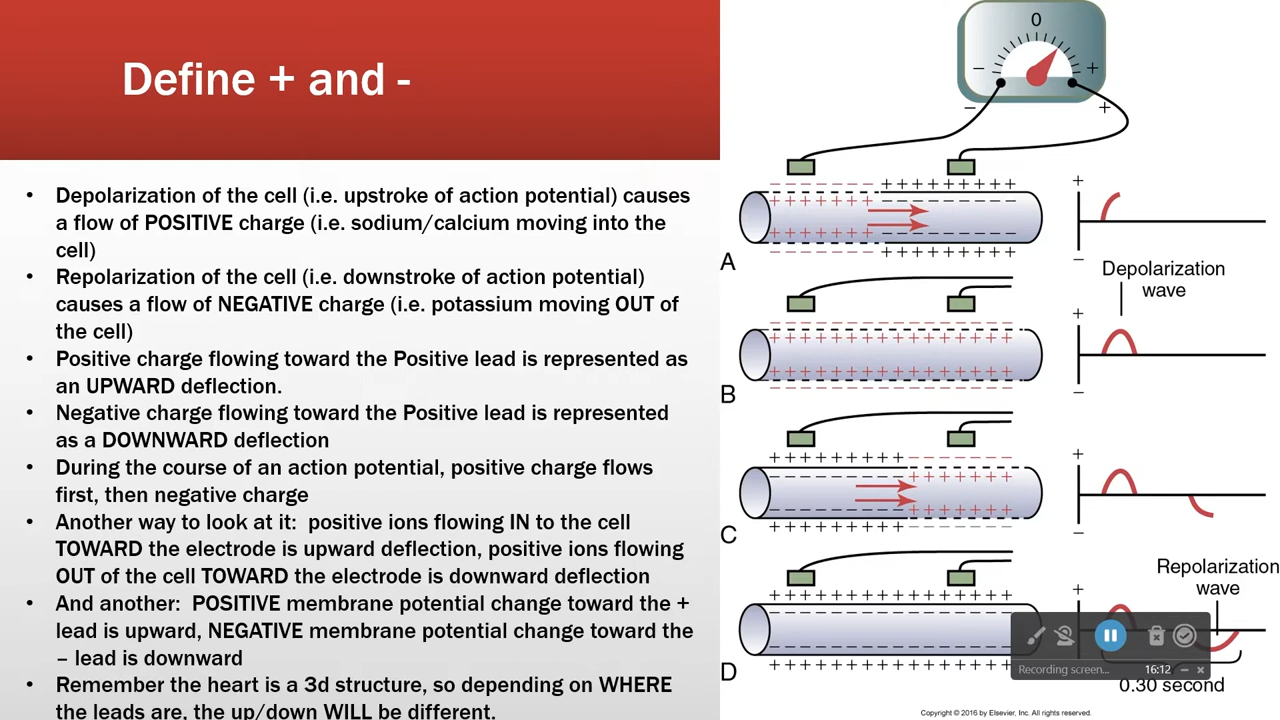 Define + and -
• Depolarization of the cell (i.e. upstroke of action potential) causes
a flow of POSITIVE charge (i.e. sodium/calcium moving into the
cell)
• Repolarization of the cell (i.e. downstroke of action potential)
causes a flow of NEGATIVE charge (i.e. potassium moving OUT of
the cell)
• Positive charge flowing toward the Positive lead is represented as
an UPWARD deflection.
• Negative charge flowing toward the Positive lead is represented
as a DOWNWARD deflection
• During the course of an action potential, positive charge flows
first, then negative charge
• Another way to look at it: positive ions flowing IN to the cell
TOWARD the electrode is upward deflection, positive ions flowing
OUT of the cell TOWARD the electrode is downward deflection
• And another: POSITIVE membrane potential change toward the +
lead is upward, NEGATIVE membrane potential change toward the
– lead is downward
• Remember the heart is a 3d structure, so depending on WHERE
the leads are, the up/down WILL be different.
0
− +
− +
+
−
A
Depolarization
wave
+
−
B
+
−
C
Repolarization
wave
+
D
Recording screen... 16:12
0.30 second
Copyright © 2016 by Elsevier, Inc. All rights reserved.